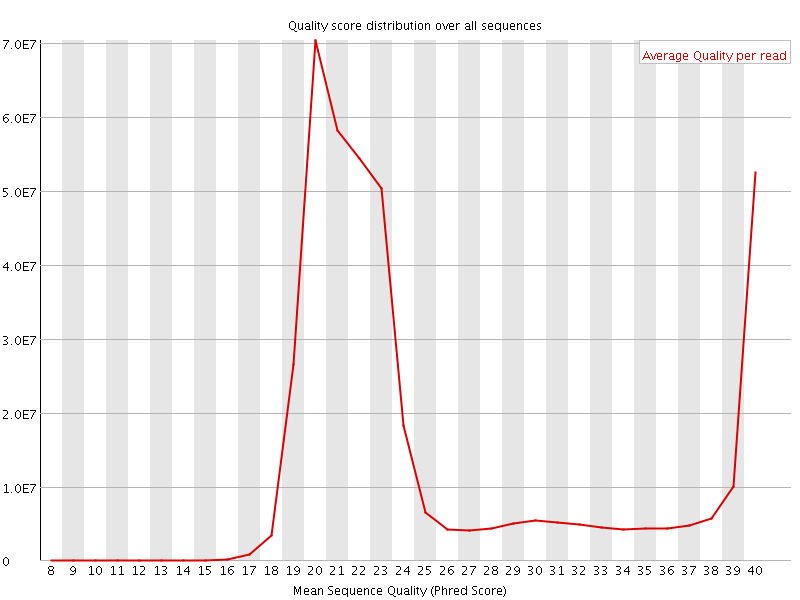 Quality score distribution over all sequences
Average Quality per read
7.0E7
6.0E7
5.0E7
4.0E7
3.0E7
2.0E7
1.0E7
0
8 9 10 11 12 13 14 15 16 17 18 19 20 21 22 23 24 25 26 27 28 29 30 31 32 33 34 35 36 37 38 39 40
Mean Sequence Quality (Phred Score)